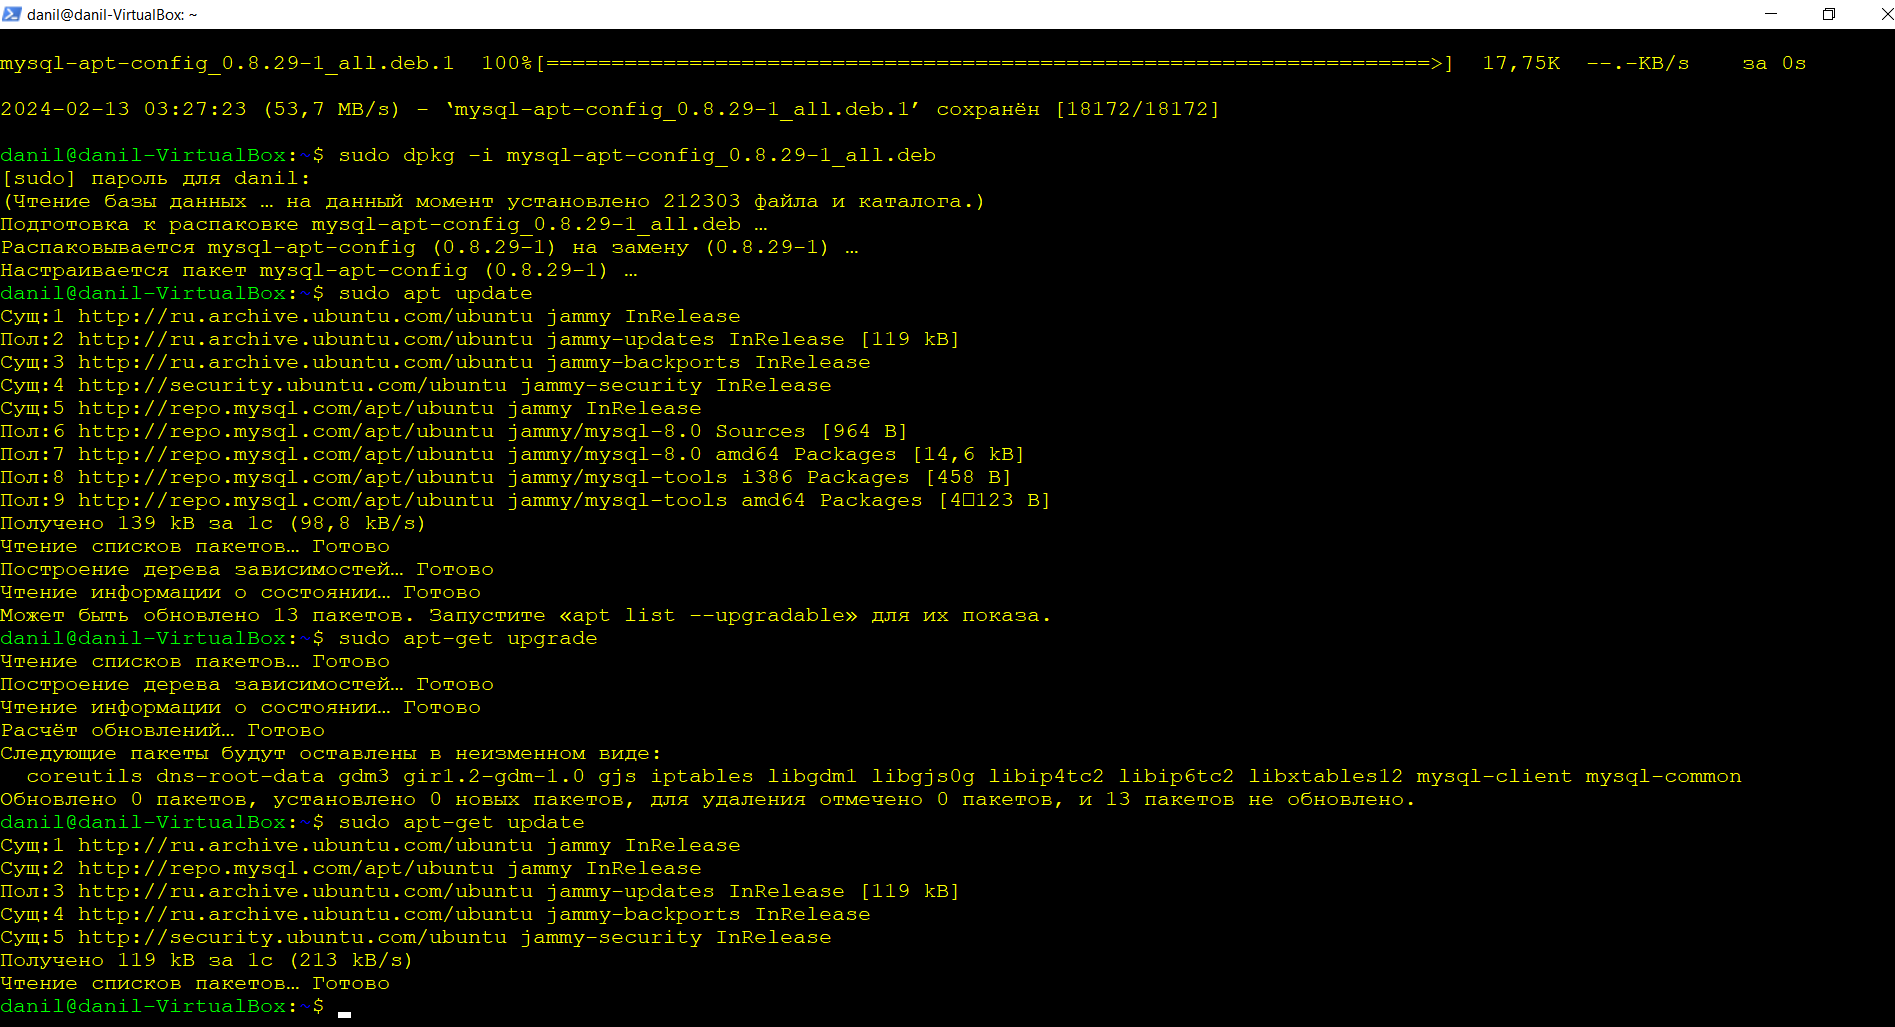 danil@danil-VirtualBox: ~
mysql-apt-config_0.8.29-1_all.deb.1  100%[====================================================================>]  17,75K  --.-KB/s    за 0s
2024-02-13 03:27:23 (53,7 MB/s) - ‘mysql-apt-config_0.8.29-1_all.deb.1’ сохранён [18172/18172]
danil@danil-VirtualBox:~$ sudo dpkg -i mysql-apt-config_0.8.29-1_all.deb
[sudo] пароль для danil:
(Чтение базы данных … на данный момент установлено 212303 файла и каталога.)
Подготовка к распаковке mysql-apt-config_0.8.29-1_all.deb …
Распаковывается mysql-apt-config (0.8.29-1) на замену (0.8.29-1) …
Настраивается пакет mysql-apt-config (0.8.29-1) …
danil@danil-VirtualBox:~$ sudo apt update
Сущ:1 http://ru.archive.ubuntu.com/ubuntu jammy InRelease
Пол:2 http://ru.archive.ubuntu.com/ubuntu jammy-updates InRelease [119 kB]
Сущ:3 http://ru.archive.ubuntu.com/ubuntu jammy-backports InRelease
Сущ:4 http://security.ubuntu.com/ubuntu jammy-security InRelease
Сущ:5 http://repo.mysql.com/apt/ubuntu jammy InRelease
Пол:6 http://repo.mysql.com/apt/ubuntu jammy/mysql-8.0 Sources [964 B]
Пол:7 http://repo.mysql.com/apt/ubuntu jammy/mysql-8.0 amd64 Packages [14,6 kB]
Пол:8 http://repo.mysql.com/apt/ubuntu jammy/mysql-tools i386 Packages [458 B]
Пол:9 http://repo.mysql.com/apt/ubuntu jammy/mysql-tools amd64 Packages [4□123 B]
Получено 139 kB за 1с (98,8 kB/s)
Чтение списков пакетов… Готово
Построение дерева зависимостей… Готово
Чтение информации о состоянии… Готово
Может быть обновлено 13 пакетов. Запустите «apt list --upgradable» для их показа.
danil@danil-VirtualBox:~$ sudo apt-get upgrade
Чтение списков пакетов… Готово
Построение дерева зависимостей… Готово
Чтение информации о состоянии… Готово
Расчёт обновлений… Готово
Следующие пакеты будут оставлены в неизменном виде:
  coreutils dns-root-data gdm3 gir1.2-gdm-1.0 gjs iptables libgdm1 libgjs0g libip4tc2 libip6tc2 libxtables12 mysql-client mysql-common
Обновлено 0 пакетов, установлено 0 новых пакетов, для удаления отмечено 0 пакетов, и 13 пакетов не обновлено.
danil@danil-VirtualBox:~$ sudo apt-get update
Сущ:1 http://ru.archive.ubuntu.com/ubuntu jammy InRelease
Сущ:2 http://repo.mysql.com/apt/ubuntu jammy InRelease
Пол:3 http://ru.archive.ubuntu.com/ubuntu jammy-updates InRelease [119 kB]
Сущ:4 http://ru.archive.ubuntu.com/ubuntu jammy-backports InRelease
Сущ:5 http://security.ubuntu.com/ubuntu jammy-security InRelease
Получено 119 kB за 1с (213 kB/s)
Чтение списков пакетов… Готово
danil@danil-VirtualBox:~$